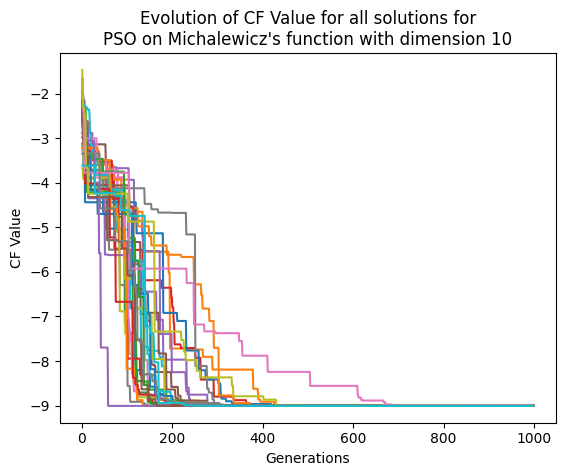 Evolution of CF Value for all solutions for
PSO on Michalewicz's function with dimension 10
CF Value
−2
−3
−4
−5
−6
−7
−8
−9
0 200 400 600 800 1000
Generations